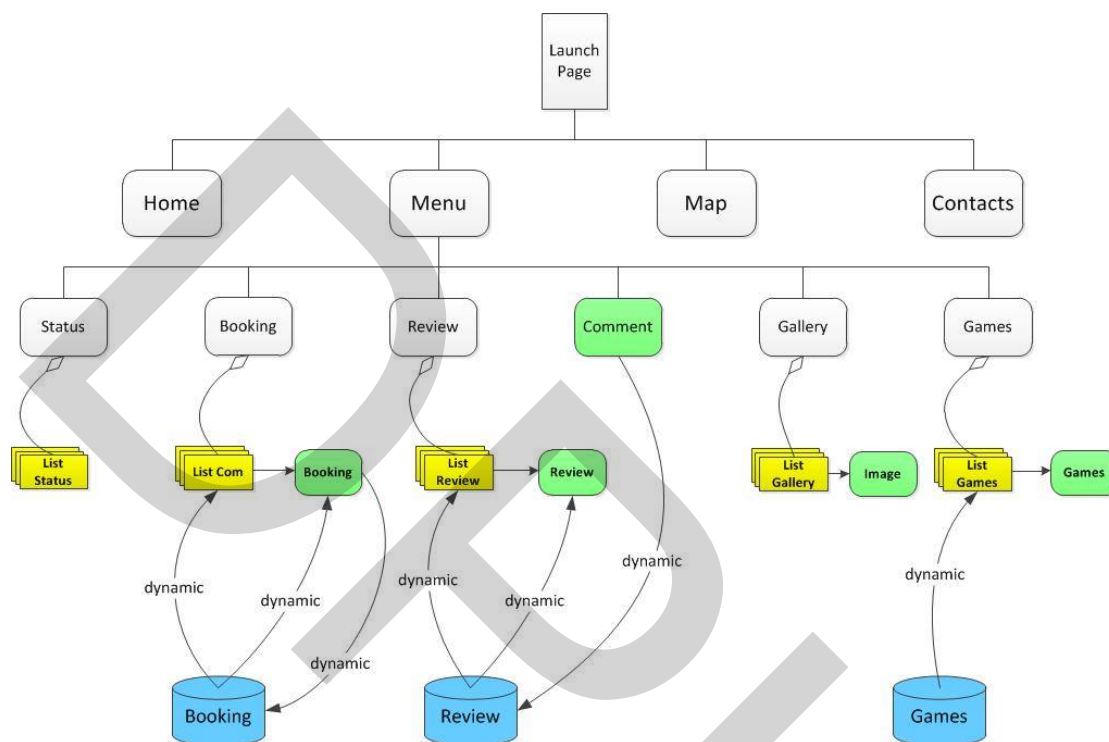 Launch
Page
Home
Menu
Map
Contacts
Status
Booking
Review
Comment
Gallery
Games
List
Status
List Com
Booking
List
Review
Review
List
Gallery
Image
List
Games
Games
dynamic
dynamic
dynamic
dynamic
dynamic
dynamic
dynamic
Booking
Review
Games